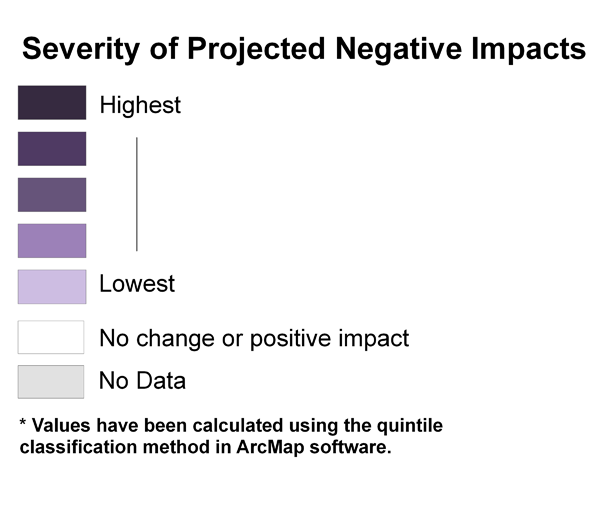 Severity of Projected Negative Impacts
Highest
Lowest
No change or positive impact
No Data
* Values have been calculated using the quintile
classification method in ArcMap software.